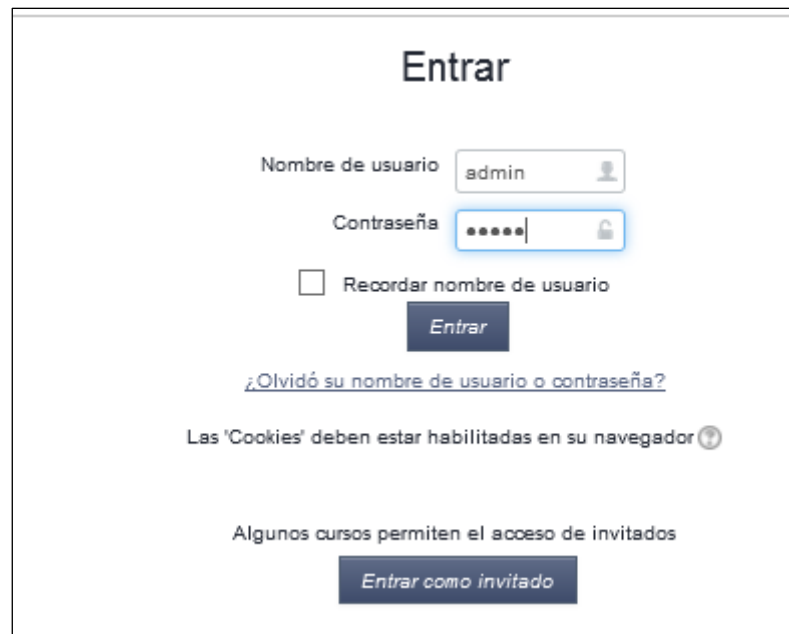 Entrar
Nombre de usuario admin
Contraseña •••••
Recordar nombre de usuario
Entrar
¿Olvidó su nombre de usuario o contraseña?
Las 'Cookies' deben estar habilitadas en su navegador ?
Algunos cursos permiten el acceso de invitados
Entrar como invitado